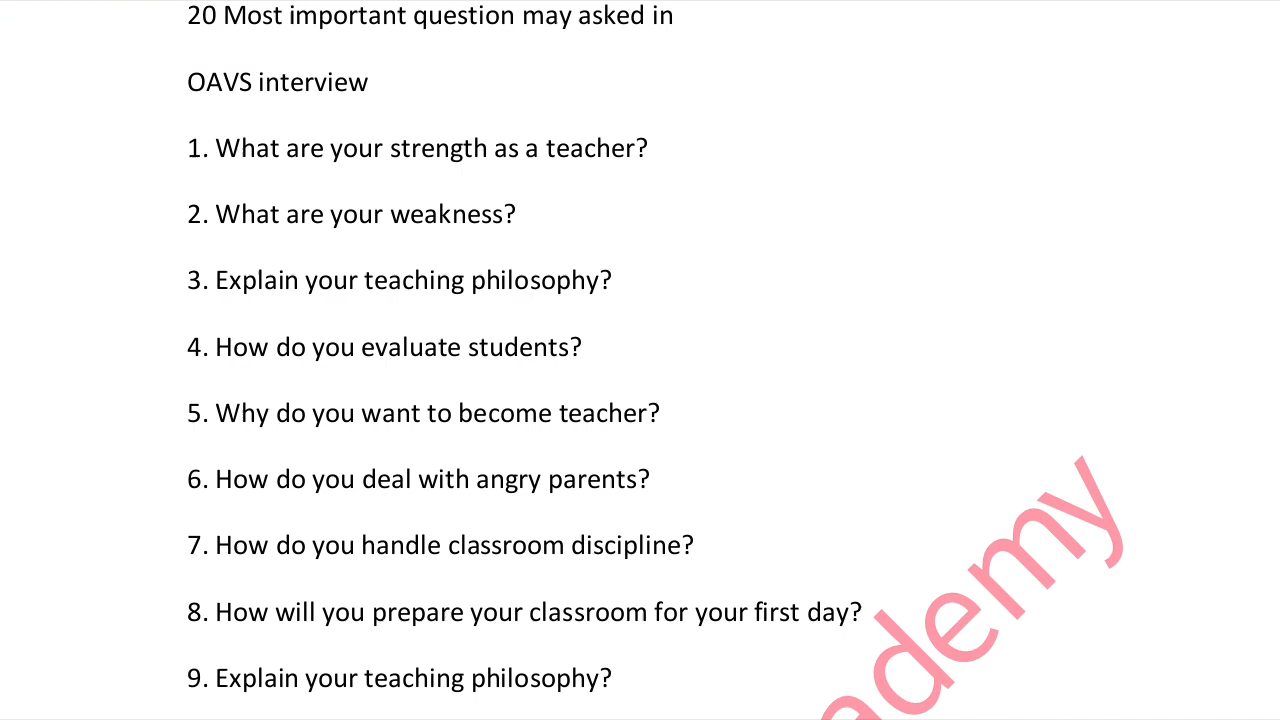 20 Most important question may asked in
OAVS interview
1. What are your strength as a teacher?
2. What are your weakness?
3. Explain your teaching philosophy?
4. How do you evaluate students?
5. Why do you want to become teacher?
6. How do you deal with angry parents?
7. How do you handle classroom discipline?
8. How will you prepare your classroom for your first day?
9. Explain your teaching philosophy?
ademy